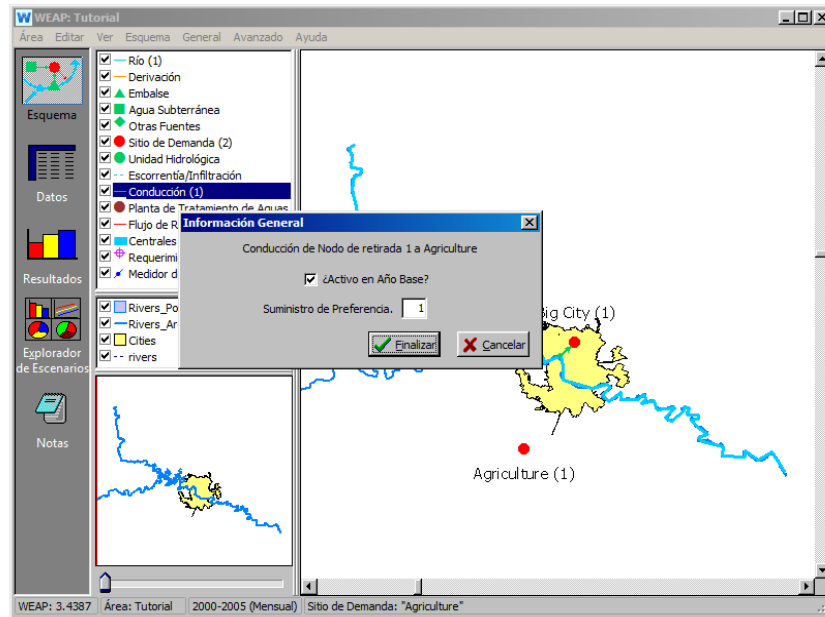 WEAP: Tutorial
Área Editar Ver Esquema General Avanzado Ayuda
Esquema
Datos
Resultados
Explorador
de Escenarios
Notas
Río (1)
Derivación
Embalse
Agua Subterránea
Otras Fuentes
Sitio de Demanda (2)
Unidad Hidrológica
Escorrentía/Infiltración
Conducción (1)
Planta de Tratamiento de Aguas
Flujo de R
Centrales
Requerimi
Medidor d
Rivers_Po
Rivers_Ar
Cities
rivers
Información General
Conducción de Nodo de retirada 1 a Agriculture
¿Activo en Año Base?
Suministro de Preferencia. 1
Finalizar Cancelar
Big City (1)
Agriculture (1)
WEAP: 3.4387 Área: Tutorial 2000-2005 (Mensual) Sitio de Demanda: "Agriculture"